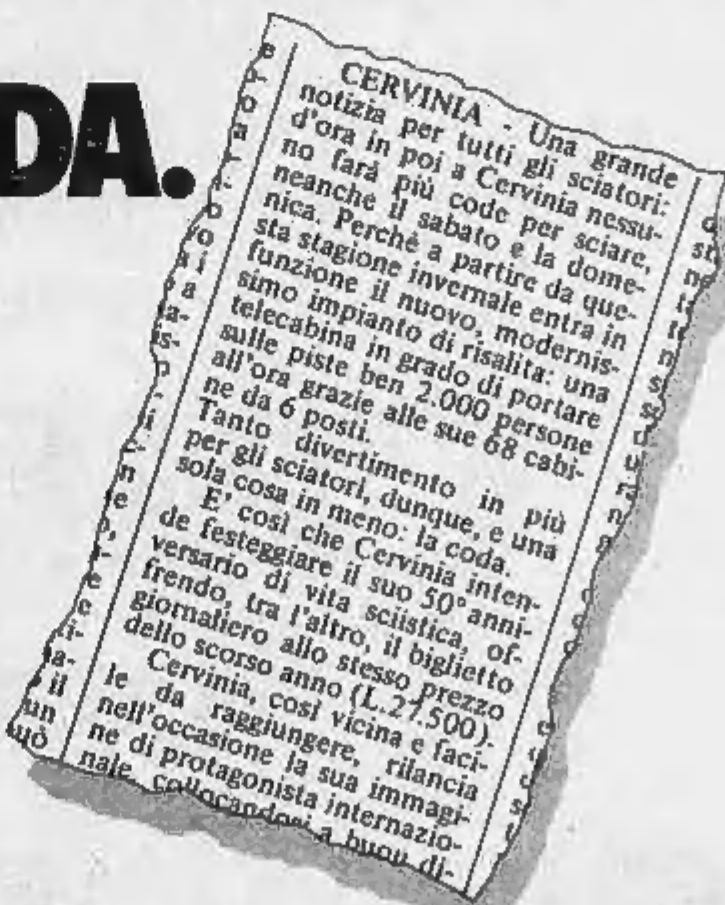 DA.
CERVINIA - Una grande
notizia per tutti gli sciatori:
d'ora in poi a Cervinia nessu-
no farà più code per sciare,
neanche il sabato e la dome-
nica. Perchè a partire da que-
sta stagione invernale entra in
funzione il nuovo, modernis-
simo impianto di risalita: una
telecabina in grado di portare
sulle piste ben 2.000 persone
all'ora grazie alle sue 68 cabi-
ne da 6 posti.
Tanto divertimento in più
per gli sciatori, dunque, e una
sola cosa in meno: la coda.
E' così che Cervinia inten-
de festeggiare il suo 50° anni-
versario di vita sciistica, of-
frendo, tra l'altro, il biglietto
giornaliero allo stesso prezzo
dello scorso anno (L.27.500).
Cervinia, così vicina e faci-
le da raggiungere, rilancia
nell'occasione la sua immagi-
ne di protagonista internazio-
nale, collocandosi a buon di-